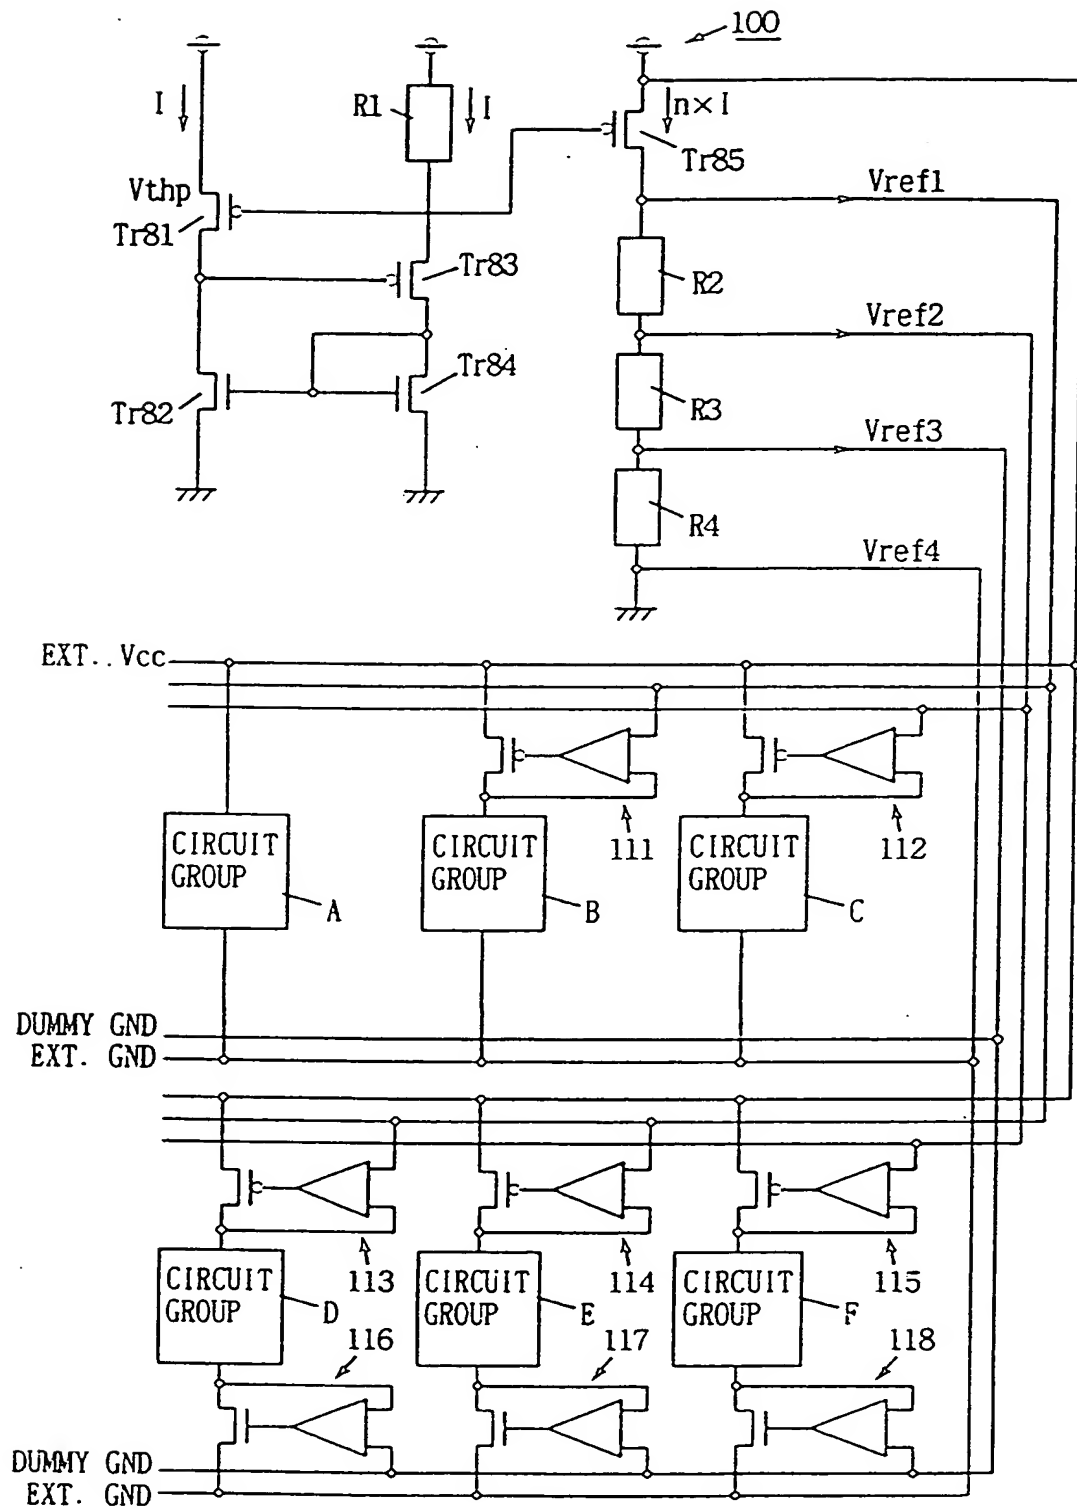 100
I
R1
I
n×I
Tr85
Vthp
Vref1
Tr81
Tr83
R2
Vref2
Tr84
Tr82
R3
Vref3
R4
Vref4
EXT..Vcc
111
112
CIRCUIT
GROUP
A
CIRCUIT
GROUP
B
CIRCUIT
GROUP
C
DUMMY GND
EXT. GND
113
114
115
CIRCUIT
GROUP
D
CIRCUIT
GROUP
E
CIRCUIT
GROUP
F
116
117
118
DUMMY GND
EXT. GND